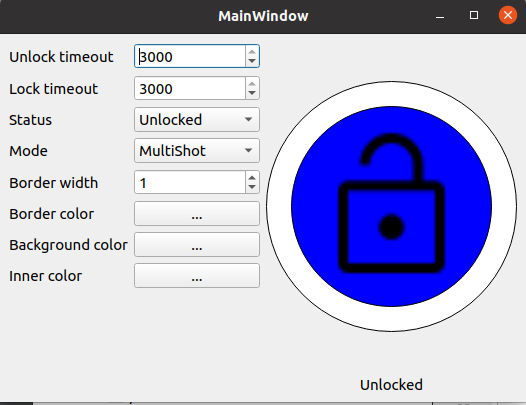 MainWindow
Unlock timeout 3000
Lock timeout 3000
Status Unlocked
Mode MultiShot
Border width 1
Border color ...
Background color ...
Inner color ...
Unlocked